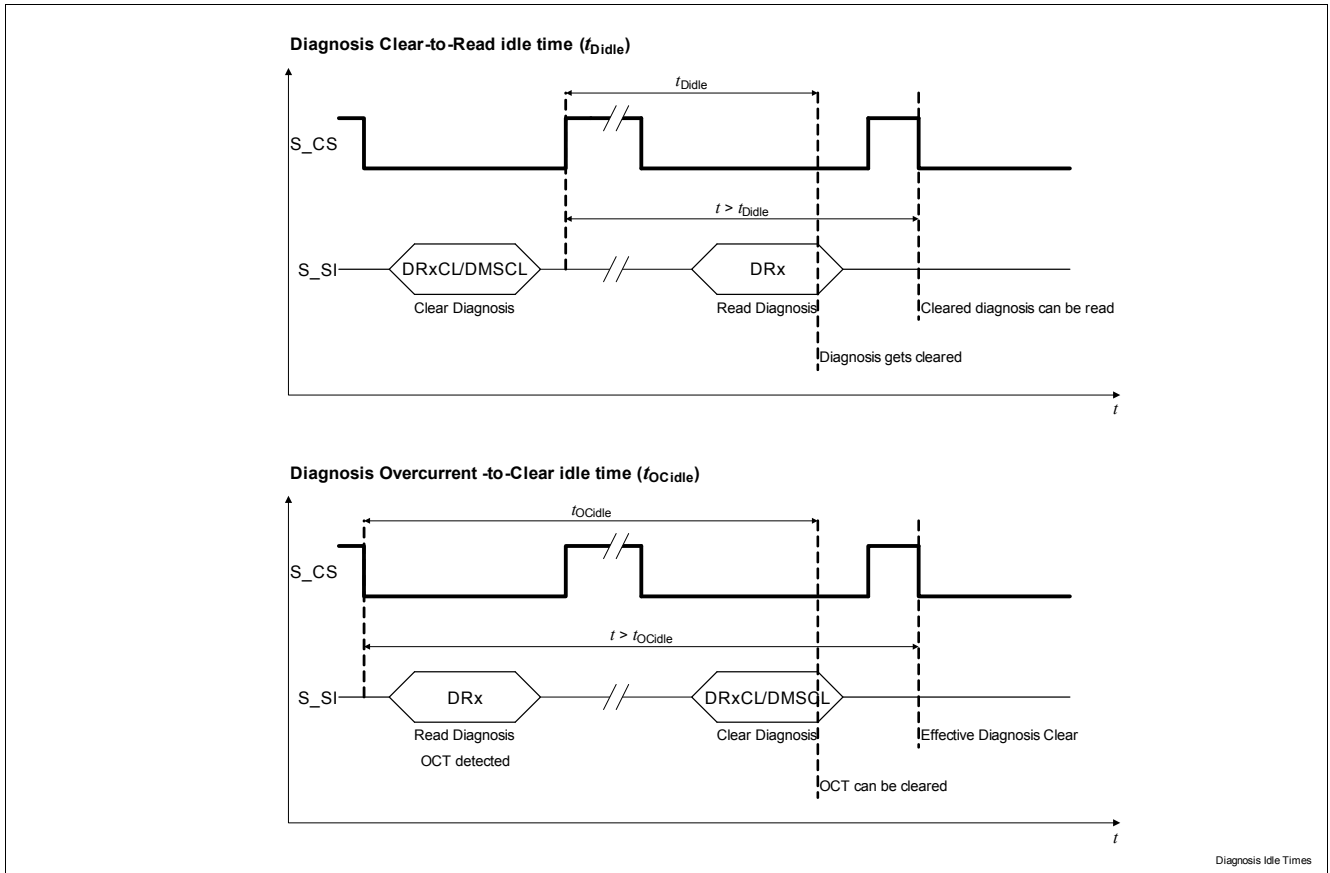 Diagnosis Clear-to-Read idle time (tDidle)
tDidle
S_CS
t > tDidle
S_SI
DRxCL/DMSCL
DRx
Clear Diagnosis
Read Diagnosis
Cleared diagnosis can be read
Diagnosis gets cleared
t
Diagnosis Overcurrent -to-Clear idle time (tOCidle)
tOCidle
S_CS
t > tOCidle
S_SI
DRx
DRxCL/DMSCL
Read Diagnosis
Clear Diagnosis
Effective Diagnosis Clear
OCT detected
OCT can be cleared
t
Diagnosis Idle Times